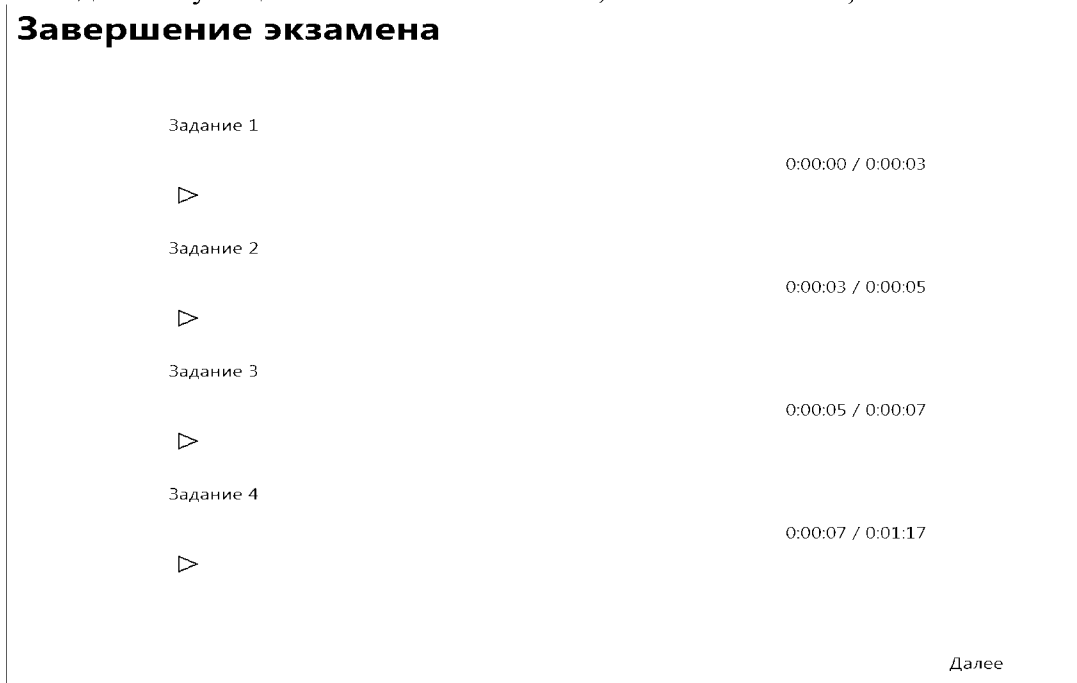 Завершение экзамена
Задание 1
0:00:00 / 0:00:03
Задание 2
0:00:03 / 0:00:05
Задание 3
0:00:05 / 0:00:07
Задание 4
0:00:07 / 0:01:17
Далее